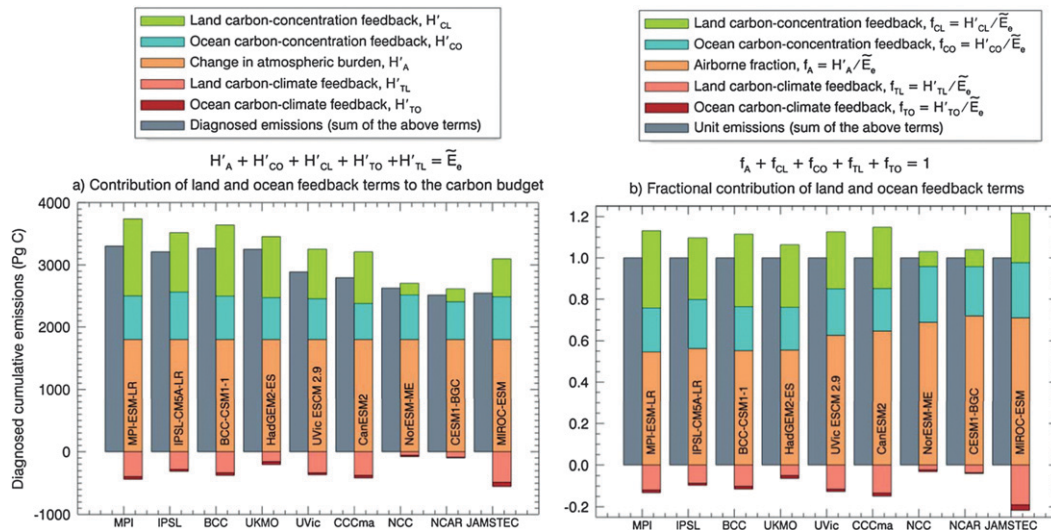 Land carbon-concentration feedback, H′CL
Ocean carbon-concentration feedback, H′CO
Change in atmospheric burden, H′A
Land carbon-climate feedback, H′TL
Ocean carbon-climate feedback, H′TO
Diagnosed emissions (sum of the above terms)
H′A + H′CO + H′CL + H′TO +H′TL = Ẽe
a) Contribution of land and ocean feedback terms to the carbon budget
Diagnosed cumulative emissions (Pg C)
4000
3000
2000
1000
0
-1000
MPI-ESM-LR
IPSL-CM5A-LR
BCC-CSM1-1
HadGEM2-ES
UVic ESCM 2.9
CanESM2
NorESM-ME
CESM1-BGC
MIROC-ESM
MPI IPSL BCC UKMO UVic CCCma NCC NCAR JAMSTEC
Land carbon-concentration feedback, fCL = H′CL/Ẽe
Ocean carbon-concentration feedback, fCO = H′CO/Ẽe
Airborne fraction, fA = H′A/Ẽe
Land carbon-climate feedback, fTL = H′TL/Ẽe
Ocean carbon-climate feedback, fTO = H′TO/Ẽe
Unit emissions (sum of the above terms)
fA + fCL + fCO + fTL + fTO = 1
b) Fractional contribution of land and ocean feedback terms
1.2
1.0
0.8
0.6
0.4
0.2
0.0
-0.2
MPI-ESM-LR
IPSL-CM5A-LR
BCC-CSM1-1
HadGEM2-ES
UVic ESCM 2.9
CanESM2
NorESM-ME
CESM1-BGC
MIROC-ESM
MPI IPSL BCC UKMO UVic CCCma NCC NCAR JAMSTEC